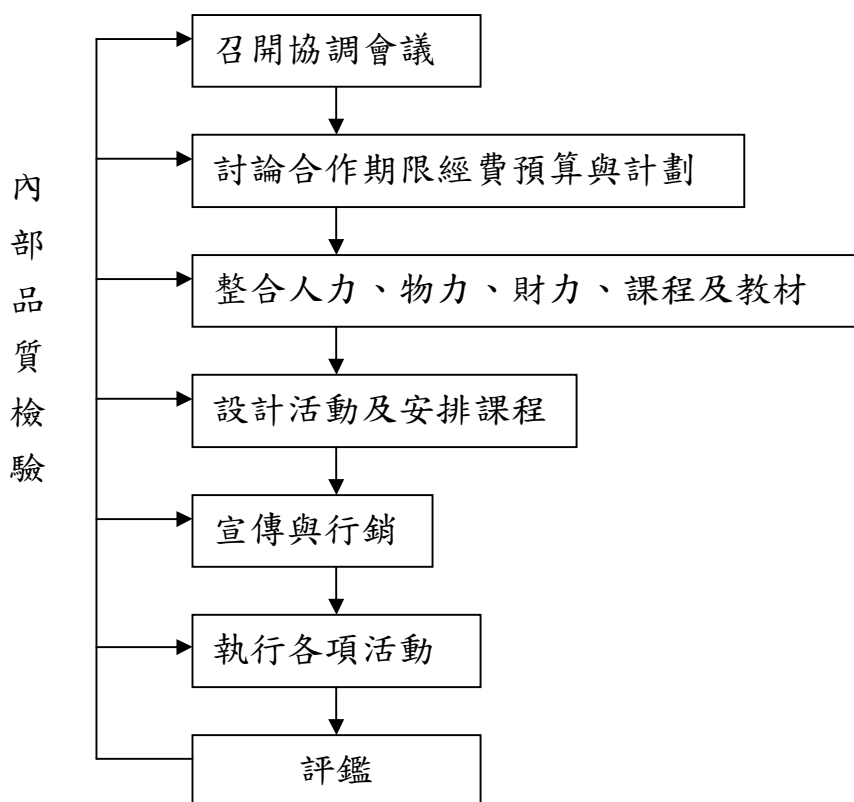 召開協調會議
討論合作期限經費預算與計劃
內部品質檢驗
整合人力、物力、財力、課程及教材
設計活動及安排課程
宣傳與行銷
執行各項活動
評鑑